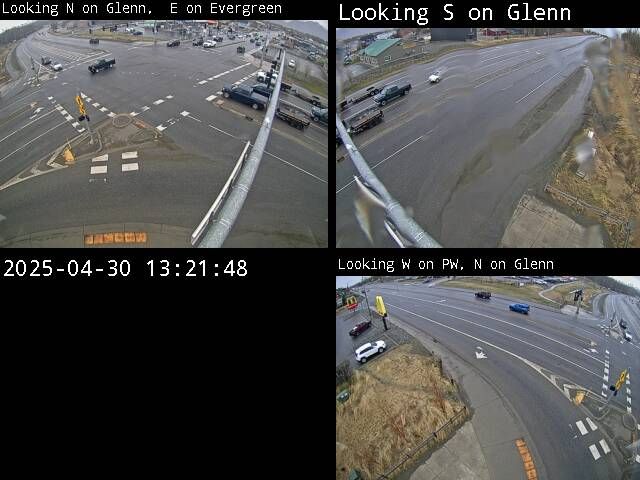 Looking N on Glenn,  E on Evergreen
Looking S on Glenn
2025-04-30 13:21:48
Looking W on PW, N on Glenn